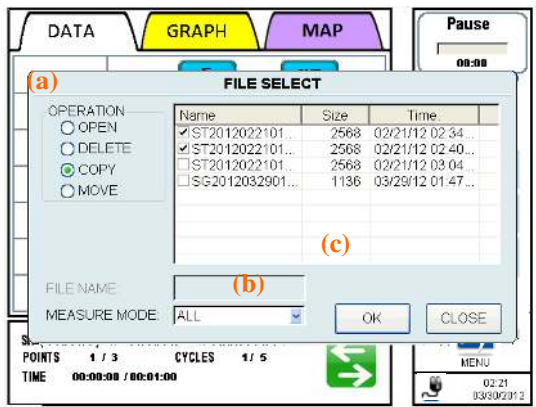 DATA GRAPH MAP Pause
00:00
(a) FILE SELECT
OPERATION
OPEN
DELETE
COPY
MOVE
Name Size Time.
ST2012022101... 2568 02/21/12 02:34...
ST2012022101... 2568 02/21/12 02:40...
ST2012022101... 2568 02/21/12 03:04...
SG2012032901... 1136 03/29/12 01:47...
(c)
FILE NAME: (b)
MEASURE MODE: ALL
OK CLOSE
POINTS 1 / 3 CYCLES 1 / 5
TIME 00:00:00 / 00:01:00
MENU
02:21
03/30/2012